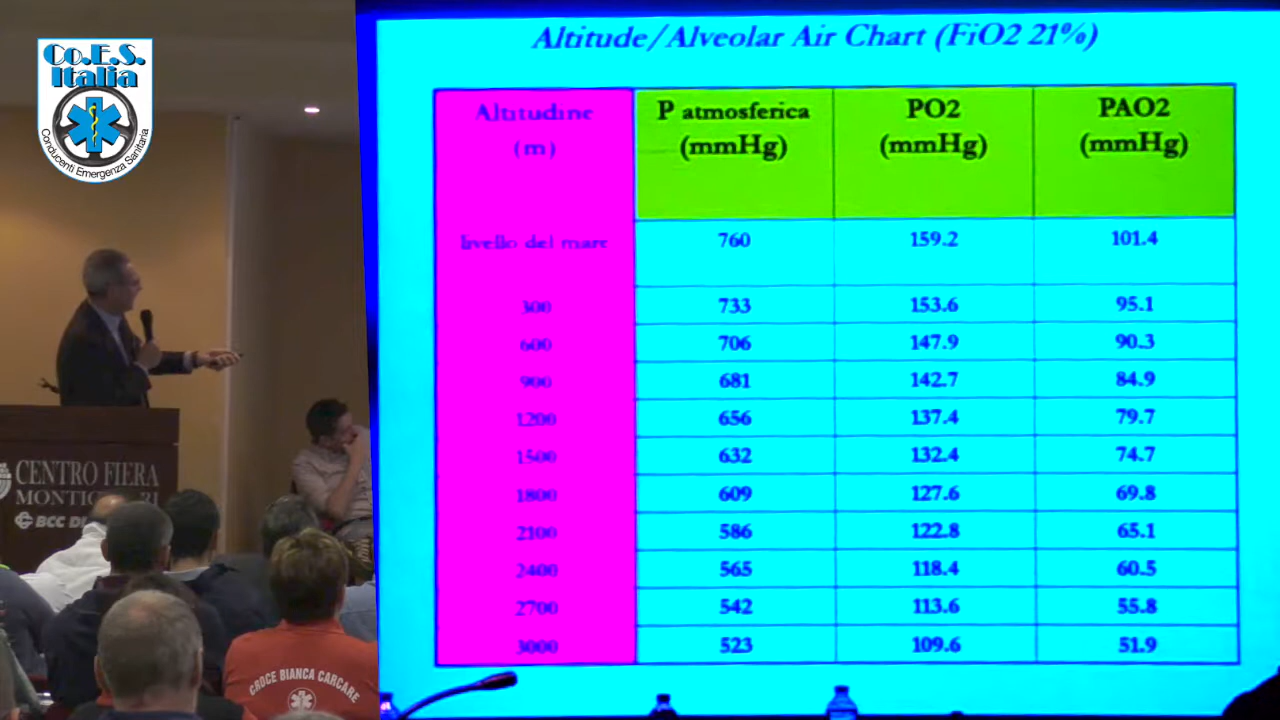 Co.E.S.
Italia
Conducenti Emergenza Sanitaria
CENTRO FIERA
BCC
CROCE BIANCA CARCARE
Altitude/Alveolar Air Chart (FiO2 21%)
Altitudine (m) P atmosferica (mmHg) PO2 (mmHg) PAO2 (mmHg)
livello del mare 760 159.2 101.4
300 733 153.6 95.1
600 706 147.9 90.3
900 681 142.7 84.9
1200 656 137.4 79.7
1500 632 132.4 74.7
1800 609 127.6 69.8
2100 586 122.8 65.1
2400 565 118.4 60.5
2700 542 113.6 55.8
3000 523 109.6 51.9